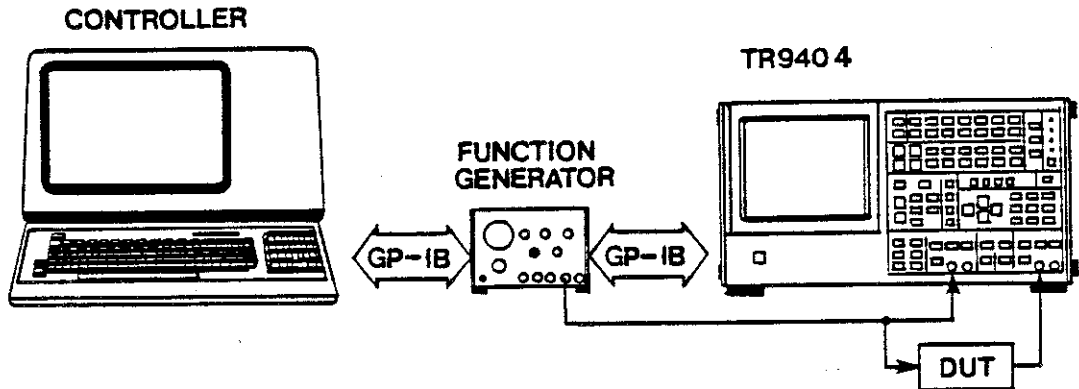 CONTROLLER
TR9404
FUNCTION
GENERATOR
GP-IB
GP-IB
DUT